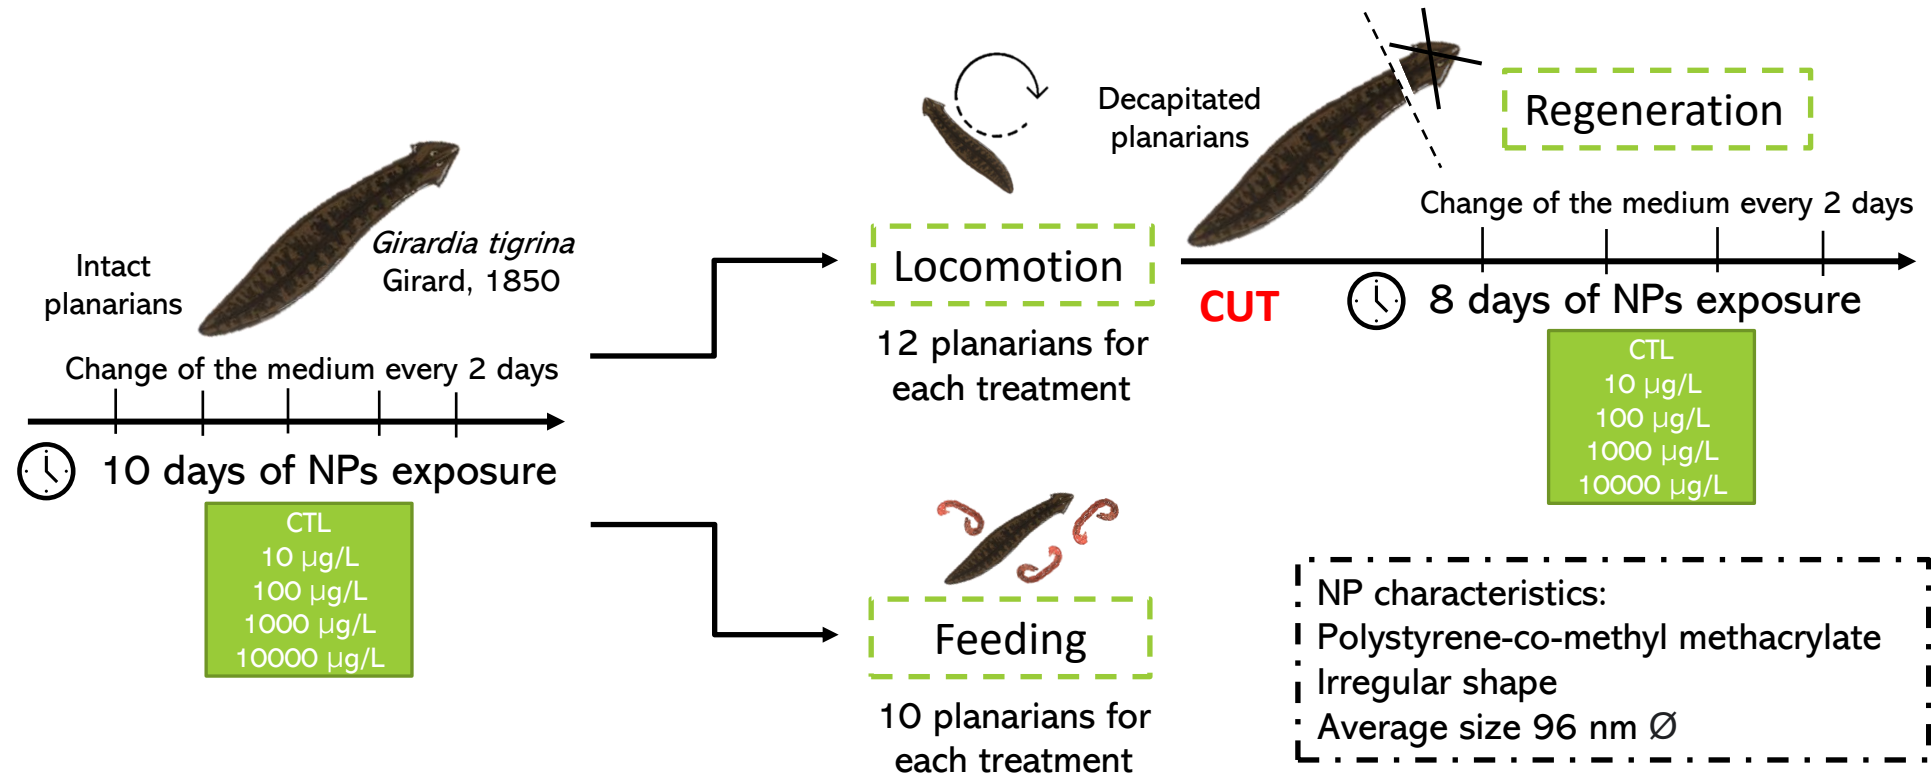 Intact
planarians
Girardia tigrina
Girard, 1850
Change of the medium every 2 days
10 days of NPs exposure
CTL
10 µg/L
100 µg/L
1000 µg/L
10000 µg/L
Locomotion
12 planarians for
each treatment
Feeding
10 planarians for
each treatment
Decapitated
planarians
Regeneration
Change of the medium every 2 days
CUT
8 days of NPs exposure
CTL
10 µg/L
100 µg/L
1000 µg/L
10000 µg/L
NP characteristics:
Polystyrene-co-methyl methacrylate
Irregular shape
Average size 96 nm Ø